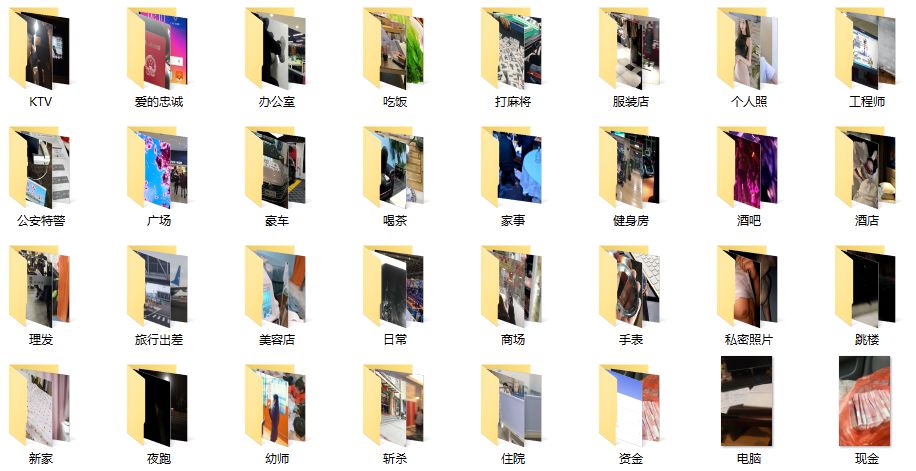 KTV
爱的忠诚
办公室
吃饭
打麻将
服装店
个人照
工程师
公安特警
广场
豪车
喝茶
家事
健身房
酒吧
酒店
理发
旅行出差
美容店
日常
商场
手表
私密照片
跳楼
新家
夜跑
幼师
斩杀
住院
资金
电脑
现金